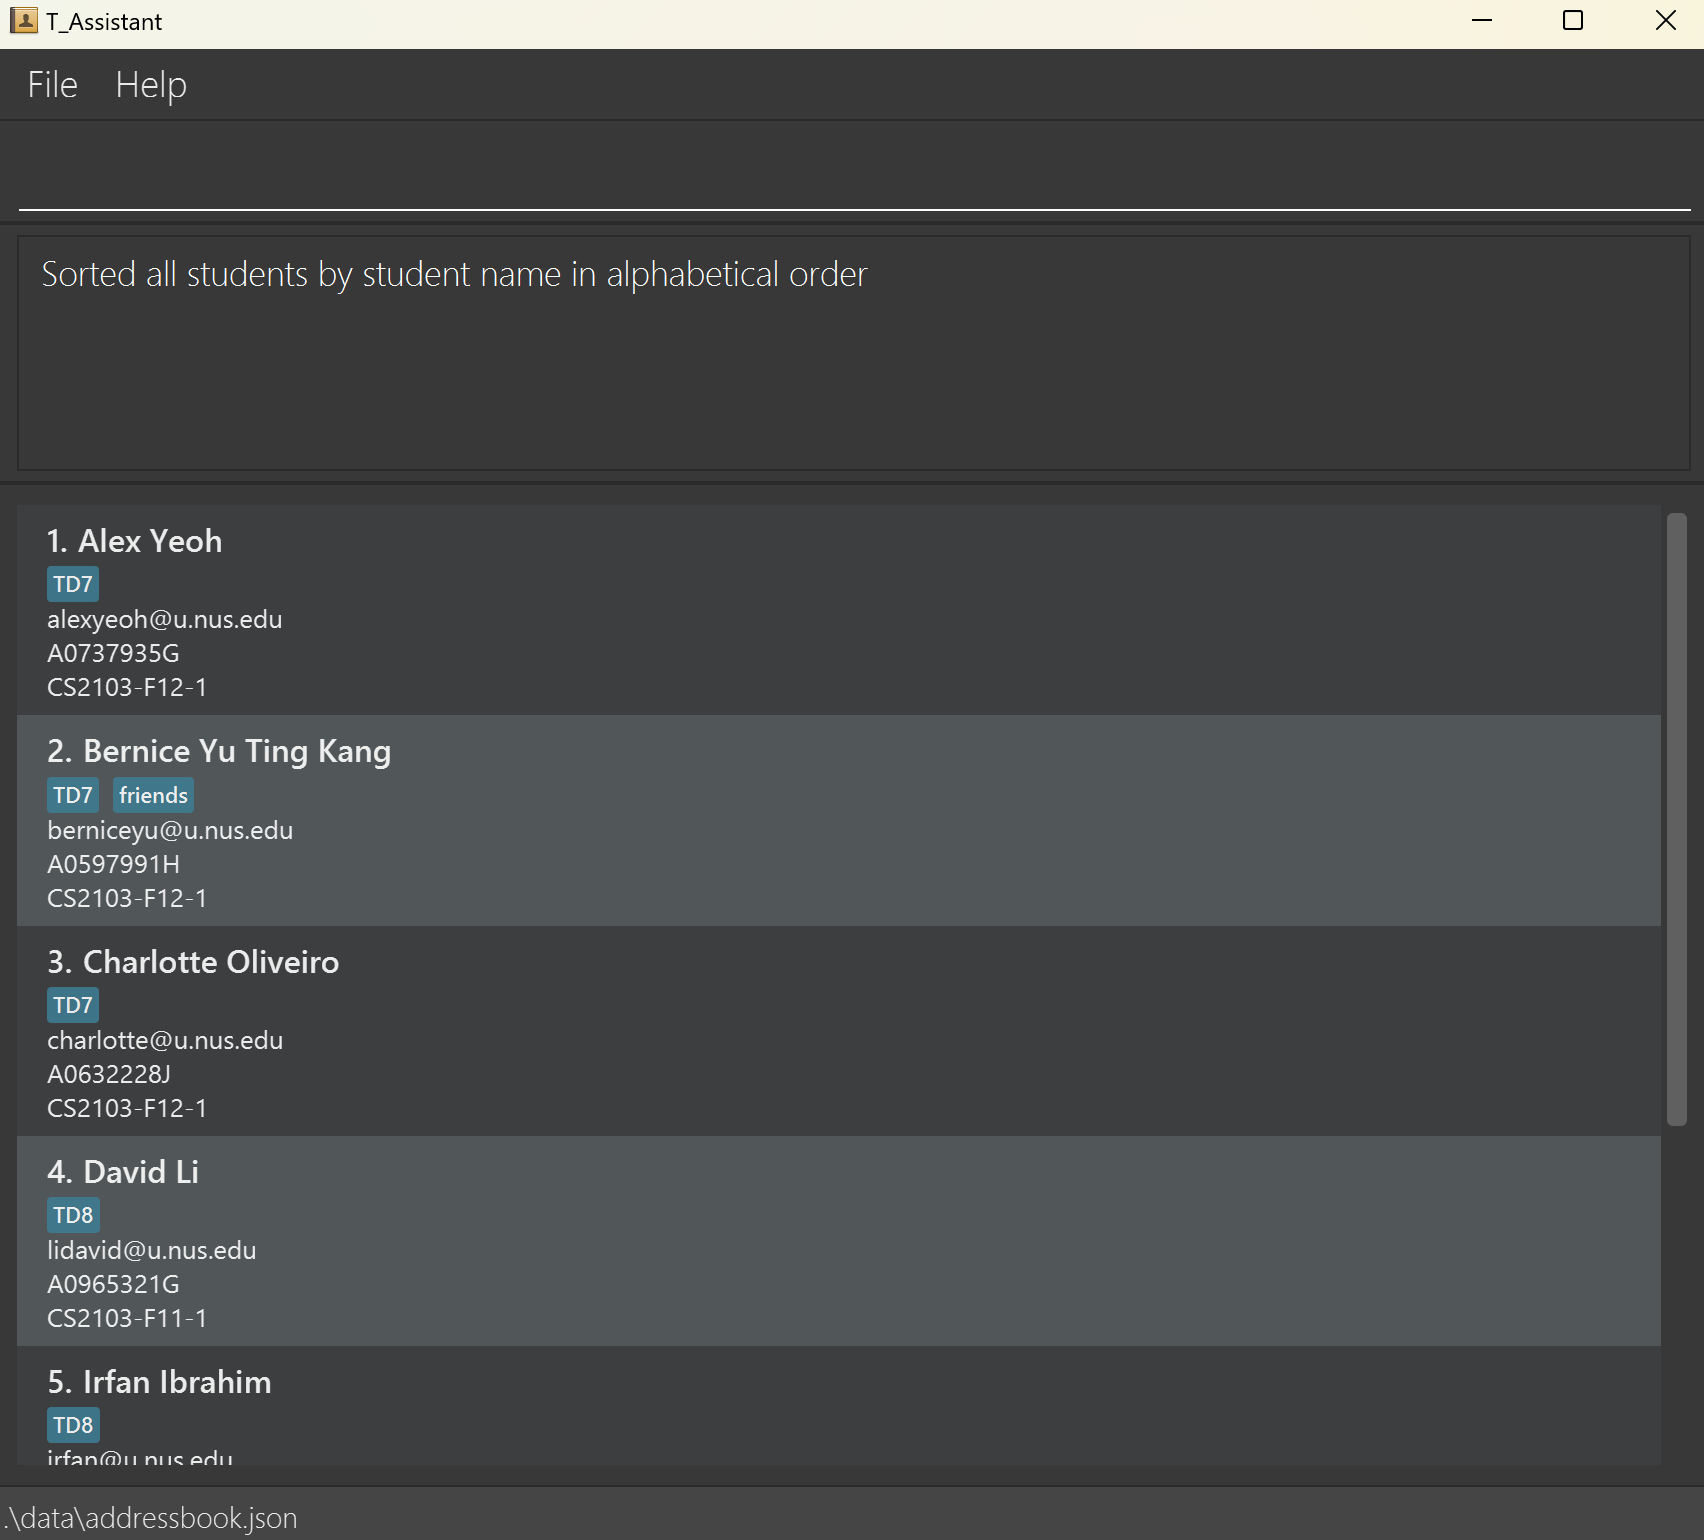 T_Assistant
File Help
Sorted all students by student name in alphabetical order
1. Alex Yeoh
TD7
alexyeoh@u.nus.edu
A0737935G
CS2103-F12-1
2. Bernice Yu Ting Kang
TD7 friends
berniceyu@u.nus.edu
A0597991H
CS2103-F12-1
3. Charlotte Oliveiro
TD7
charlotte@u.nus.edu
A0632228J
CS2103-F12-1
4. David Li
TD8
lidavid@u.nus.edu
A0965321G
CS2103-F11-1
5. Irfan Ibrahim
TD8
irfan@u.nus.edu
.\data\addressbook.json